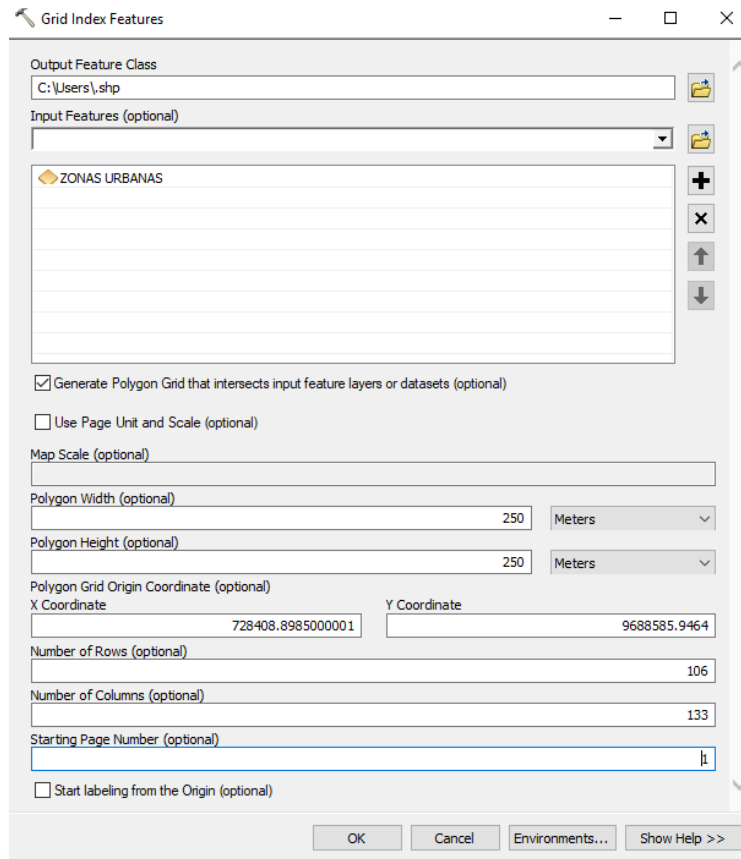 Grid Index Features
Output Feature Class
C:\Users\.shp
Input Features (optional)
ZONAS URBANAS
Generate Polygon Grid that intersects input feature layers or datasets (optional)
Use Page Unit and Scale (optional)
Map Scale (optional)
Polygon Width (optional)
250 Meters
Polygon Height (optional)
250 Meters
Polygon Grid Origin Coordinate (optional)
X Coordinate Y Coordinate
728408.8985000001 9688585.9464
Number of Rows (optional)
106
Number of Columns (optional)
133
Starting Page Number (optional)
1
Start labeling from the Origin (optional)
OK Cancel Environments... Show Help >>